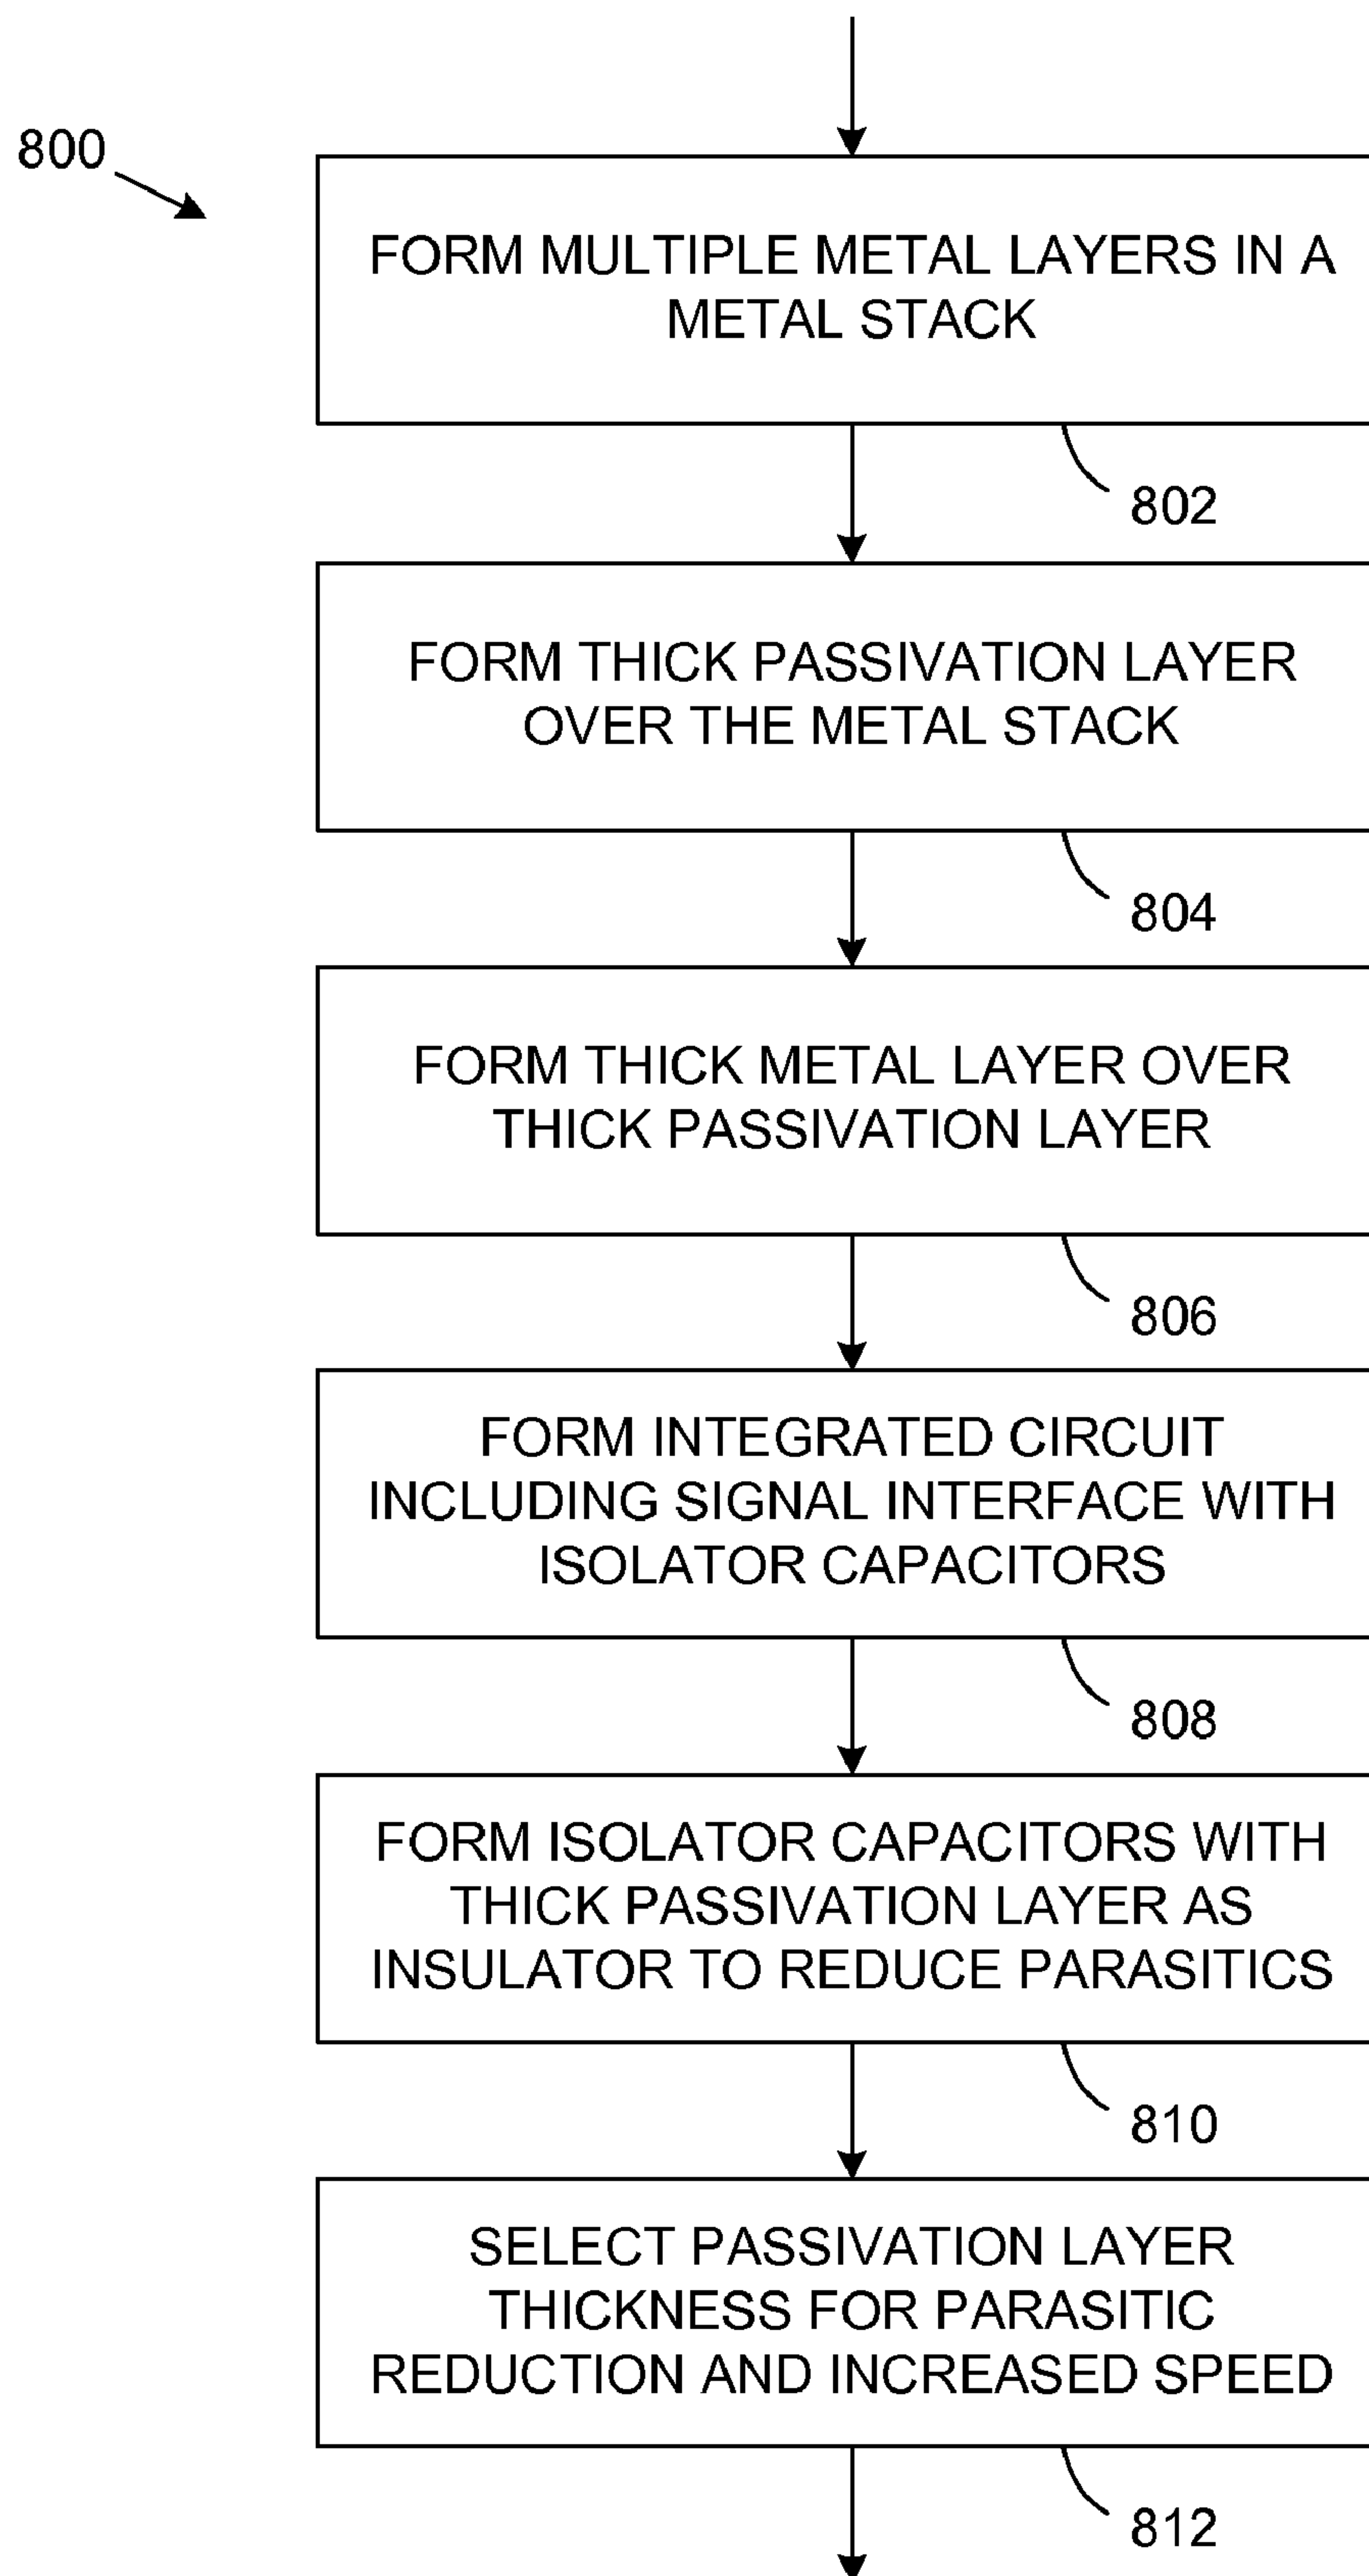 800
FORM MULTIPLE METAL LAYERS IN A
METAL STACK
802
FORM THICK PASSIVATION LAYER
OVER THE METAL STACK
804
FORM THICK METAL LAYER OVER
THICK PASSIVATION LAYER
806
FORM INTEGRATED CIRCUIT
INCLUDING SIGNAL INTERFACE WITH
ISOLATOR CAPACITORS
808
FORM ISOLATOR CAPACITORS WITH
THICK PASSIVATION LAYER AS
INSULATOR TO REDUCE PARASITICS
810
SELECT PASSIVATION LAYER
THICKNESS FOR PARASITIC
REDUCTION AND INCREASED SPEED
812